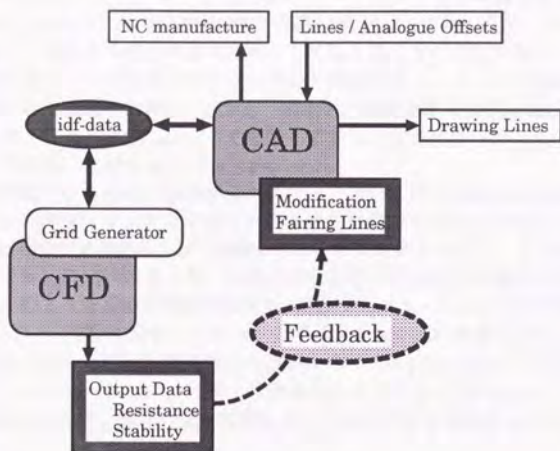 NC manufacture
Lines / Analogue Offsets
idf-data
CAD
Drawing Lines
Modification
Fairing Lines
Grid Generator
CFD
Feedback
Output Data
Resistance
Stability